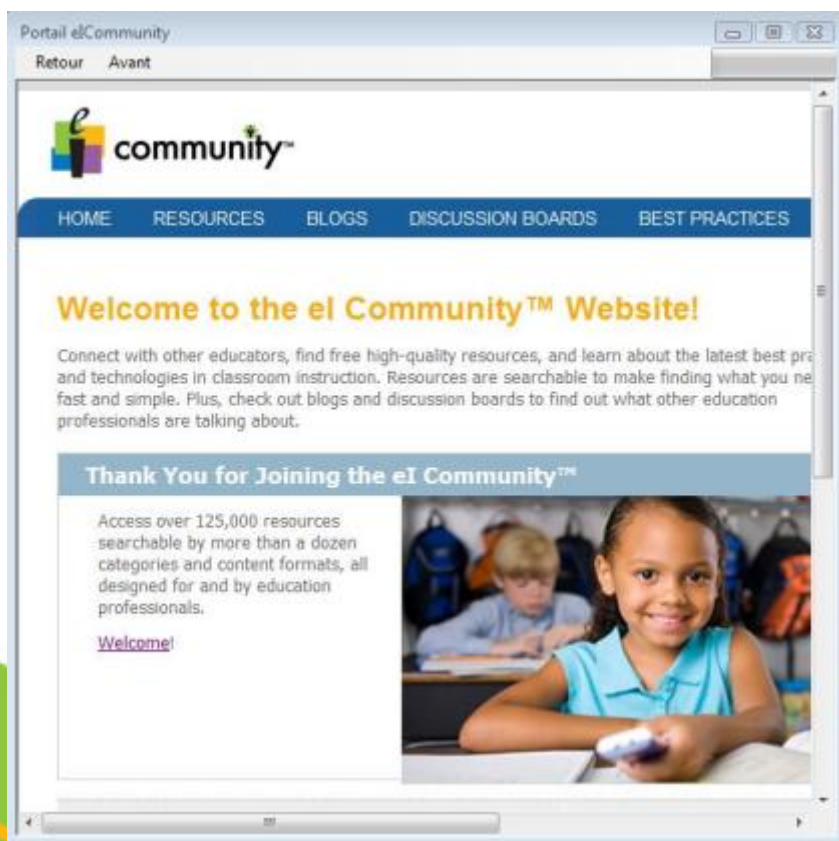 Portail eICommunity
Retour Avant
eI community™
HOME RESOURCES BLOGS DISCUSSION BOARDS BEST PRACTICES
Welcome to the eI Community™ Website!
Connect with other educators, find free high-quality resources, and learn about the latest best pra
and technologies in classroom instruction. Resources are searchable to make finding what you ne
fast and simple. Plus, check out blogs and discussion boards to find out what other education
professionals are talking about.
Thank You for Joining the eI Community™
Access over 125,000 resources
searchable by more than a dozen
categories and content formats, all
designed for and by education
professionals.
Welcome!